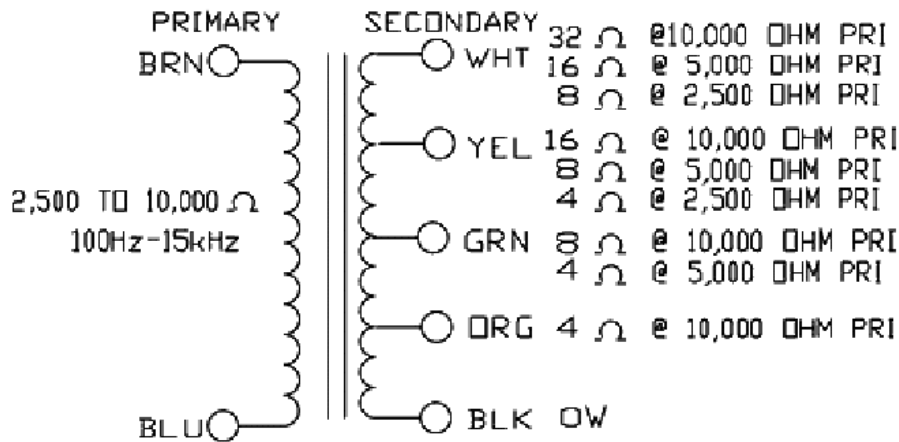 PRIMARY
SECONDARY
BRN
WHT
32 Ω @10,000 OHM PRI
16 Ω @ 5,000 OHM PRI
8 Ω @ 2,500 OHM PRI
YEL
16 Ω @ 10,000 OHM PRI
8 Ω @ 5,000 OHM PRI
4 Ω @ 2,500 OHM PRI
2,500 TO 10,000 Ω
100Hz-15kHz
GRN
8 Ω @ 10,000 OHM PRI
4 Ω @ 5,000 OHM PRI
ORG
4 Ω @ 10,000 OHM PRI
BLU
BLK
0W